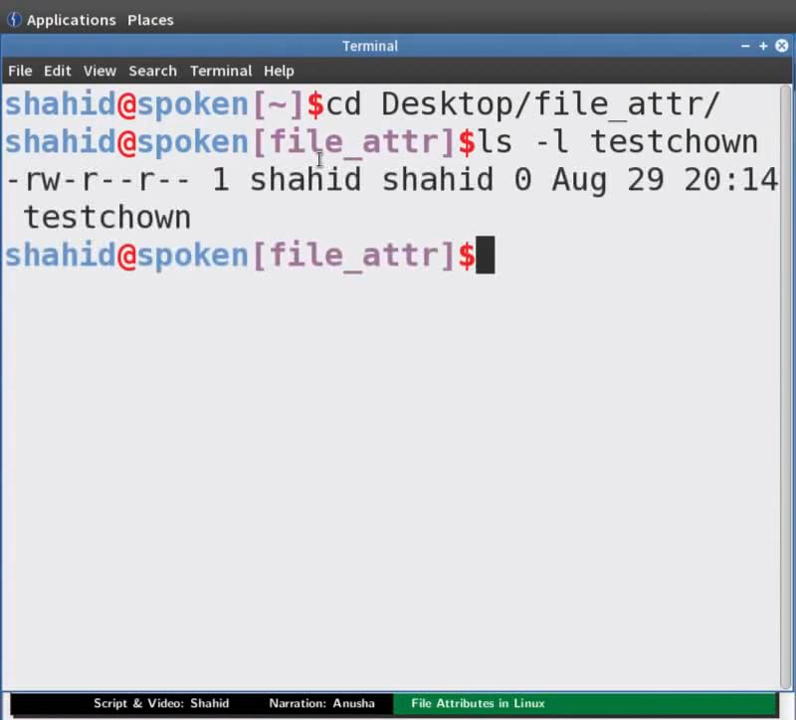 Applications Places
Terminal
File Edit View Search Terminal Help
shahid@spoken[~]$cd Desktop/file_attr/
shahid@spoken[file_attr]$ls -l testchown
-rw-r--r-- 1 shahid shahid 0 Aug 29 20:14
testchown
shahid@spoken[file_attr]$
Script & Video: Shahid Narration: Anusha File Attributes in Linux